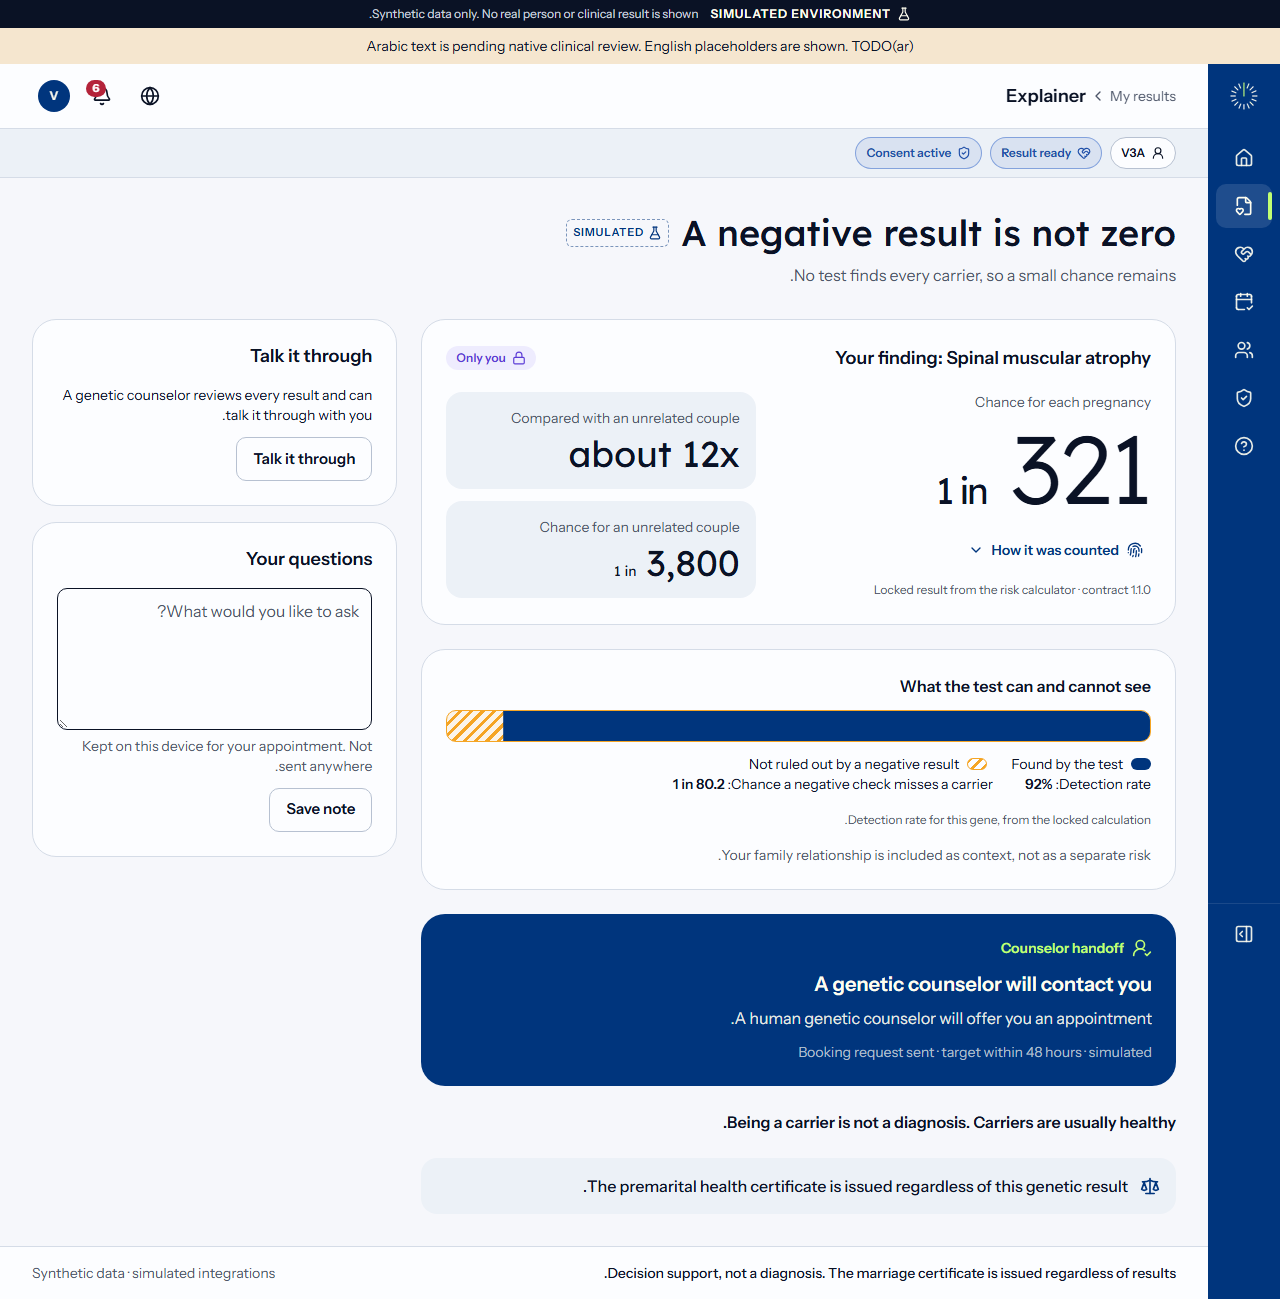 SIMULATED ENVIRONMENT Synthetic data only. No real person or clinical result is shown.
Arabic text is pending native clinical review. English placeholders are shown. TODO(ar)
My results
Explainer
6
V
V3A
Result ready
Consent active
A negative result is not zero
SIMULATED
No test finds every carrier, so a small chance remains.
Your finding: Spinal muscular atrophy
Only you
Chance for each pregnancy
1 in 321
How it was counted
Locked result from the risk calculator · contract 1.1.0
Compared with an unrelated couple
about 12x
Chance for an unrelated couple
1 in 3,800
What the test can and cannot see
Found by the test
Not ruled out by a negative result
Detection rate: 92%
Chance a negative check misses a carrier: 1 in 80.2
Detection rate for this gene, from the locked calculation.
Your family relationship is included as context, not as a separate risk.
Counselor handoff
A genetic counselor will contact you
A human genetic counselor will offer you an appointment.
Booking request sent · target within 48 hours · simulated
Being a carrier is not a diagnosis. Carriers are usually healthy.
The premarital health certificate is issued regardless of this genetic result.
Talk it through
A genetic counselor reviews every result and can
talk it through with you.
Talk it through
Your questions
What would you like to ask?
Kept on this device for your appointment. Not
sent anywhere.
Save note
Decision support, not a diagnosis. The marriage certificate is issued regardless of results.
Synthetic data · simulated integrations